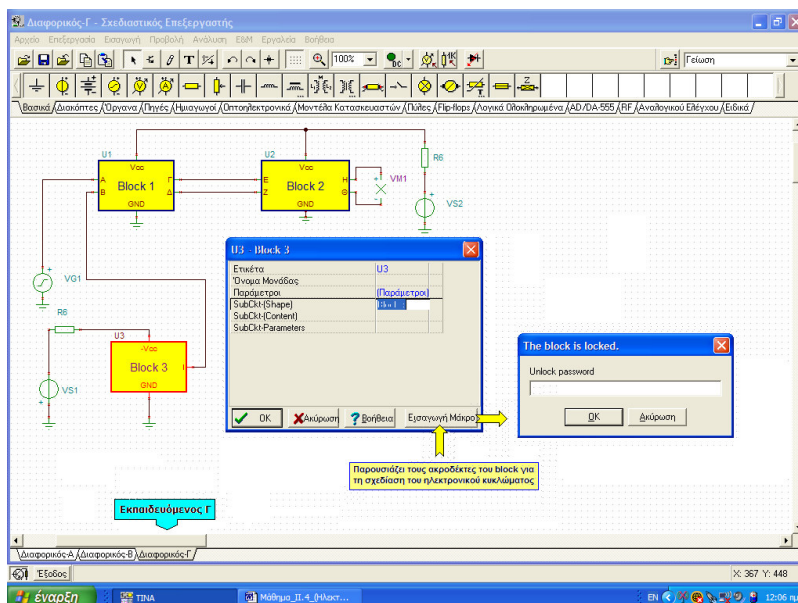 Διαφορικός-Γ - Σχεδιαστικός Επεξεργαστής
Αρχείο Επεξεργασία Εισαγωγή Προβολή Ανάλυση Ε&Μ Εργαλεία Βοήθεια
100%
DC
Γείωση
Βασικά Διακόπτες Όργανα Πηγές Ημιαγωγοί Οπτοηλεκτρονικά Μοντέλα Κατασκευαστών Πύλες Flip-flops Λογικά Ολοκληρωμένα AD/DA-555 RF Αναλογικού Ελέγχου Ειδικά
U1
Vcc
A
B
Block 1
Γ
Δ
GND
U2
Vcc
E
Z
Block 2
H
Θ
GND
VM1
R6
VS2
VG1
R6
VS1
U3
-Vcc
Block 3
I
GND
U3 - Block 3
Ετικέτα U3
Όνομα Μονάδας
Παράμετροι (Παράμετροι)
SubCkt-(Shape)
SubCkt-(Content)
SubCkt-Parameters
OK Ακύρωση Βοήθεια Εισαγωγή Μάκρο
The block is locked.
Unlock password
OK Ακύρωση
Παρουσιάζει τους ακροδέκτες του block για
τη σχεδίαση του ηλεκτρονικού κυκλώματος
Εκπαιδευόμενος Γ
Διαφορικός-Α Διαφορικός-Β Διαφορικός-Γ
Έξοδος
X: 367 Y: 448
έναρξη
TINA
Μάθημα_ΙΙ.4_(Ηλεκτ...
EN
12:06 πμ